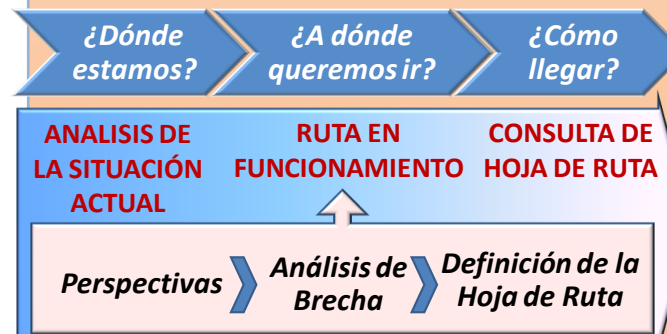 ¿Dónde
estamos?
¿A dónde
queremos ir?
¿Cómo
llegar?
ANALISIS DE
LA SITUACIÓN
ACTUAL
RUTA EN
FUNCIONAMIENTO
CONSULTA DE
HOJA DE RUTA
Perspectivas
Análisis de
Brecha
Definición de la
Hoja de Ruta